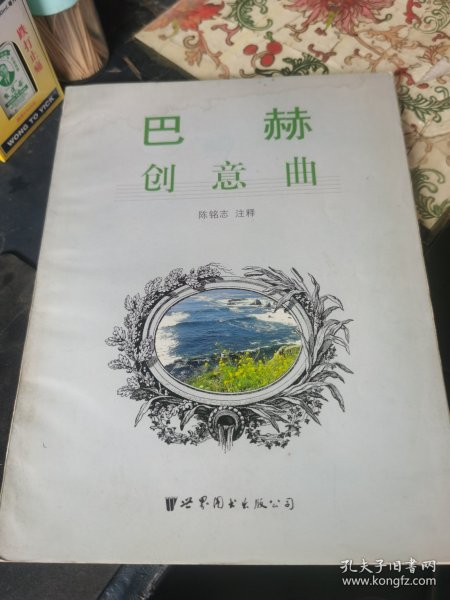 巴赫
创意曲
陈铭志 注释
世界图书出版公司
WONG TO YICK
孔夫子旧书网
www.kongfz.com